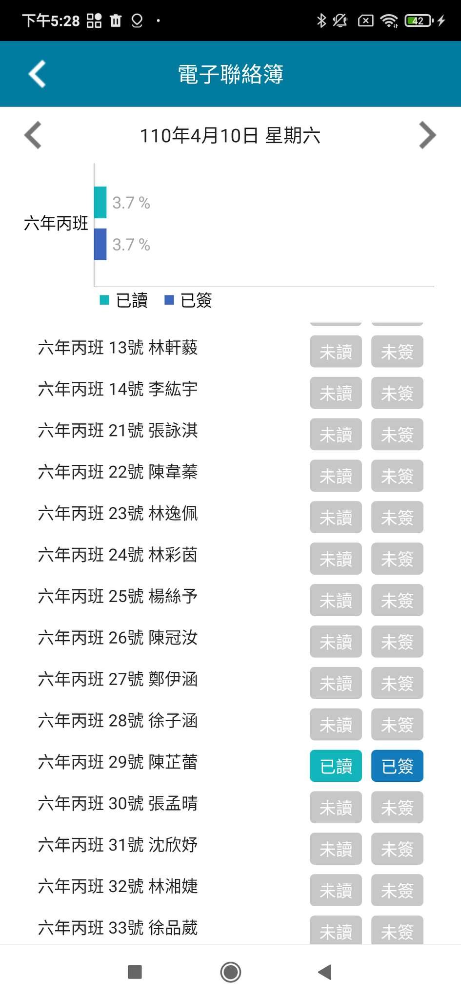 下午5:28
42
電子聯絡簿
110年4月10日 星期六
3.7 %
六年丙班
3.7 %
已讀 已簽
六年丙班 13號 林軒藙 未讀 未簽
六年丙班 14號 李紘宇 未讀 未簽
六年丙班 21號 張詠淇 未讀 未簽
六年丙班 22號 陳韋蓁 未讀 未簽
六年丙班 23號 林逸佩 未讀 未簽
六年丙班 24號 林彩茵 未讀 未簽
六年丙班 25號 楊絲予 未讀 未簽
六年丙班 26號 陳冠汝 未讀 未簽
六年丙班 27號 鄭伊涵 未讀 未簽
六年丙班 28號 徐子涵 未讀 未簽
六年丙班 29號 陳芷蕾 已讀 已簽
六年丙班 30號 張孟晴 未讀 未簽
六年丙班 31號 沈欣妤 未讀 未簽
六年丙班 32號 林湘婕 未讀 未簽
六年丙班 33號 徐品葳 未讀 未簽